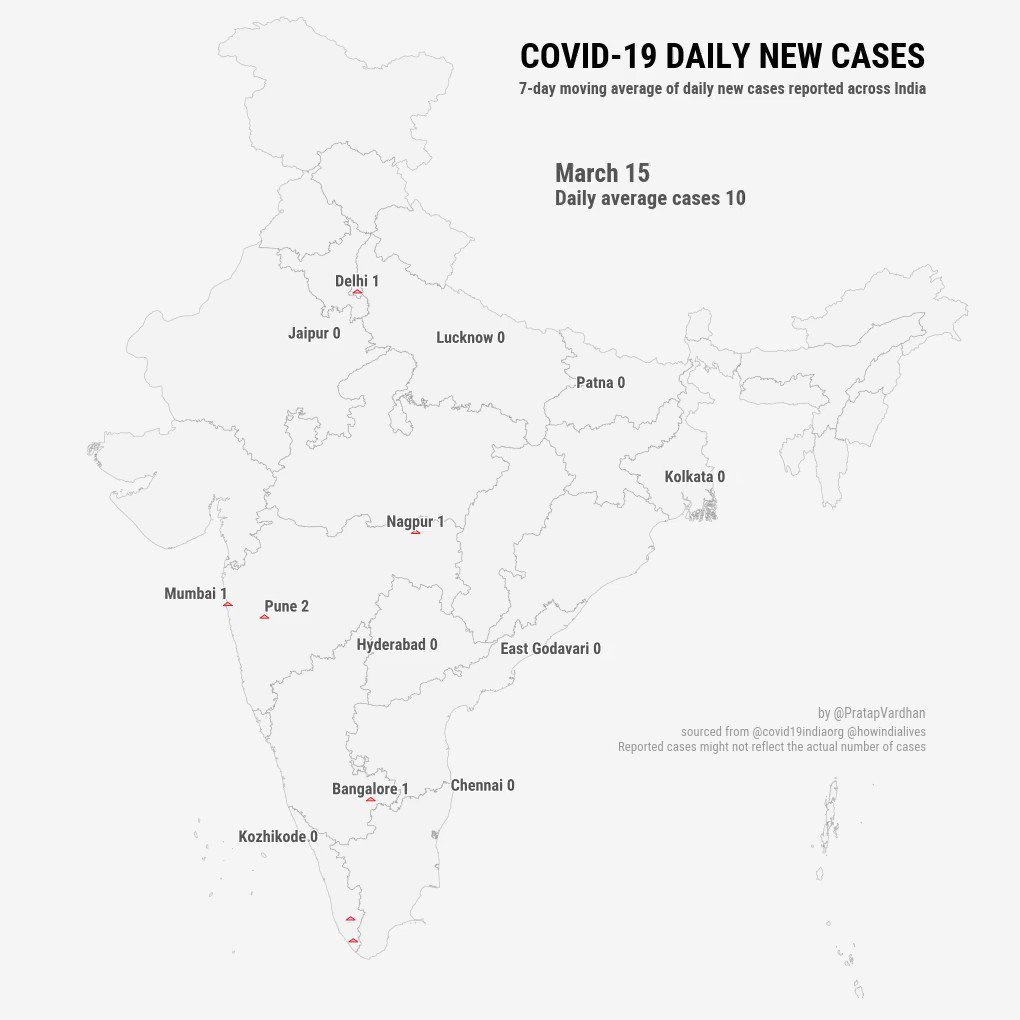 COVID-19 DAILY NEW CASES
7-day moving average of daily new cases reported across India
March 15
Daily average cases 10
Delhi 1
Jaipur 0
Lucknow 0
Patna 0
Kolkata 0
Nagpur 1
Mumbai 1
Pune 2
Hyderabad 0
East Godavari 0
by @PratapVardhan
sourced from @covid19indiaorg @howindialives
Reported cases might not reflect the actual number of cases
Bangalore 1
Chennai 0
Kozhikode 0